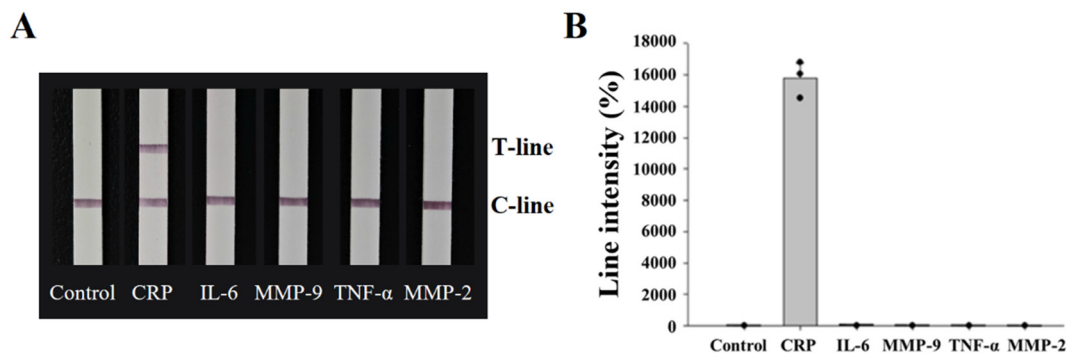 A
T-line
C-line
Control CRP IL-6 MMP-9 TNF-α MMP-2
B
Line intensity (%)
18000
16000
14000
12000
10000
8000
6000
4000
2000
0
Control CRP IL-6 MMP-9 TNF-α MMP-2